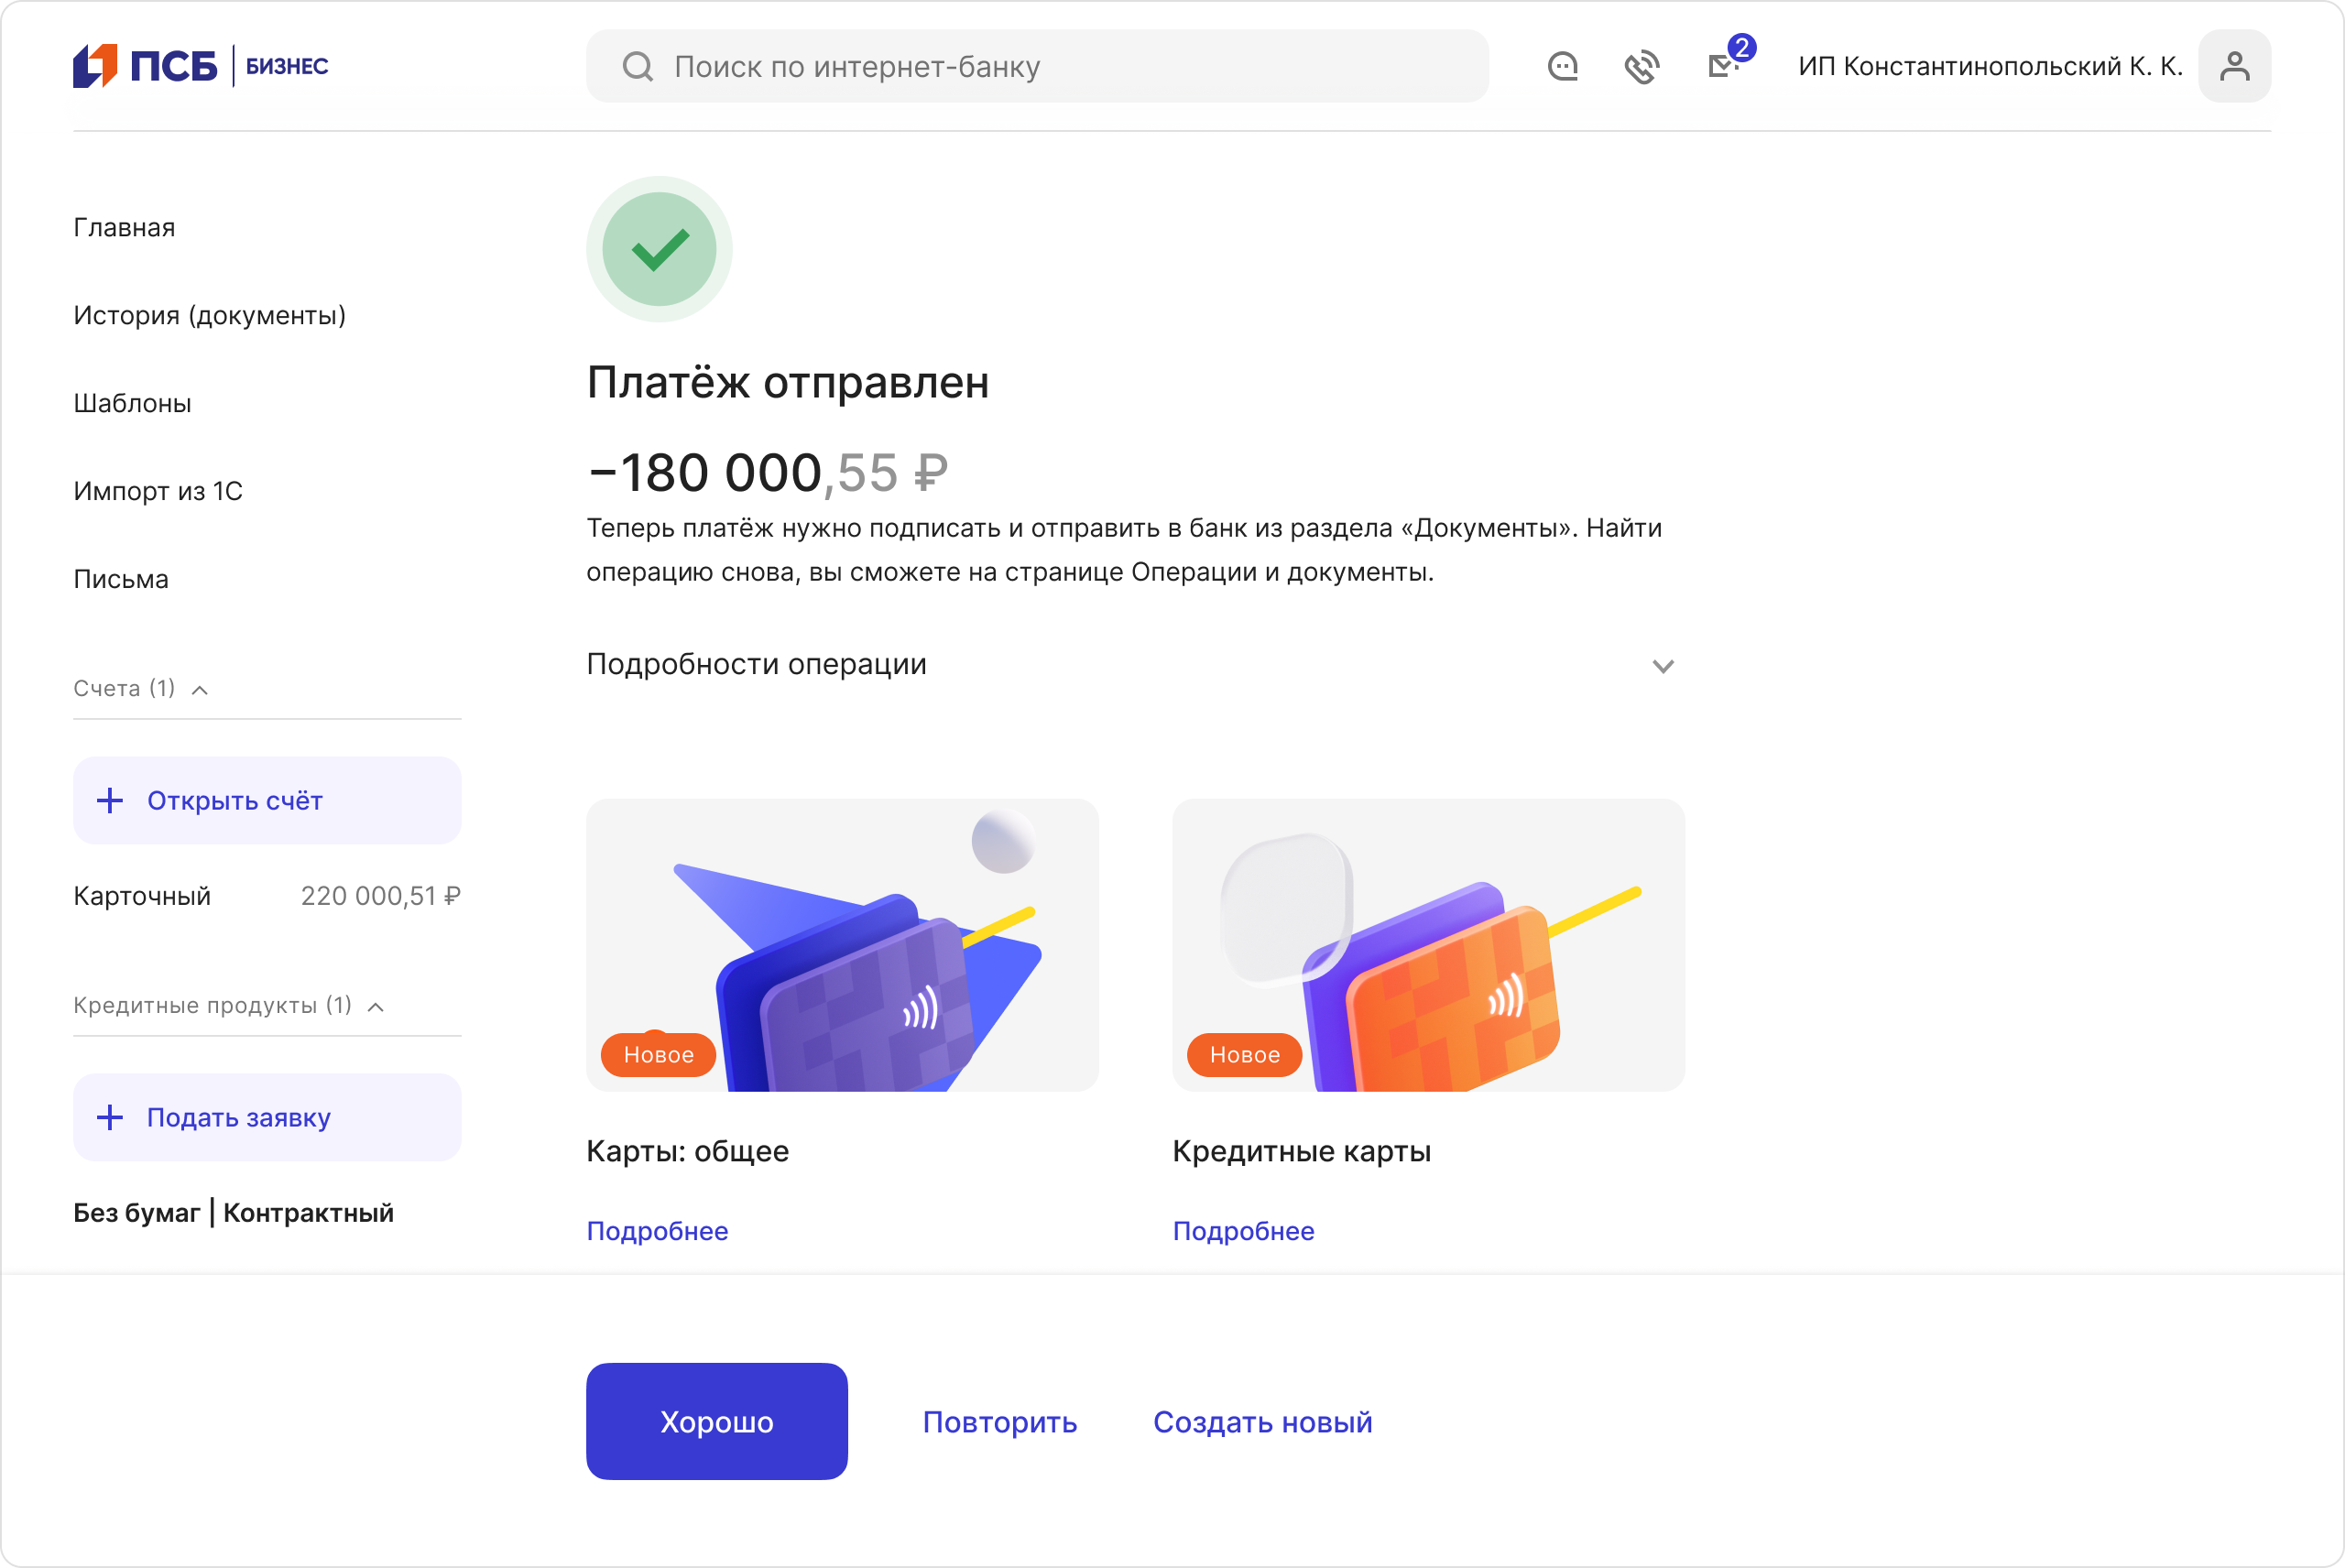 ПСБ БИЗНЕС
Поиск по интернет-банку
2
ИП Константинопольский К. К.
Главная
История (документы)
Шаблоны
Импорт из 1С
Письма
Счета (1)
Открыть счёт
Карточный 220 000,51 ₽
Кредитные продукты (1)
Подать заявку
Без бумаг | Контрактный
Платёж отправлен
−180 000,55 ₽
Теперь платёж нужно подписать и отправить в банк из раздела «Документы». Найти
операцию снова, вы сможете на странице Операции и документы.
Подробности операции
Новое
Карты: общее
Подробнее
Новое
Кредитные карты
Подробнее
Хорошо
Повторить
Создать новый